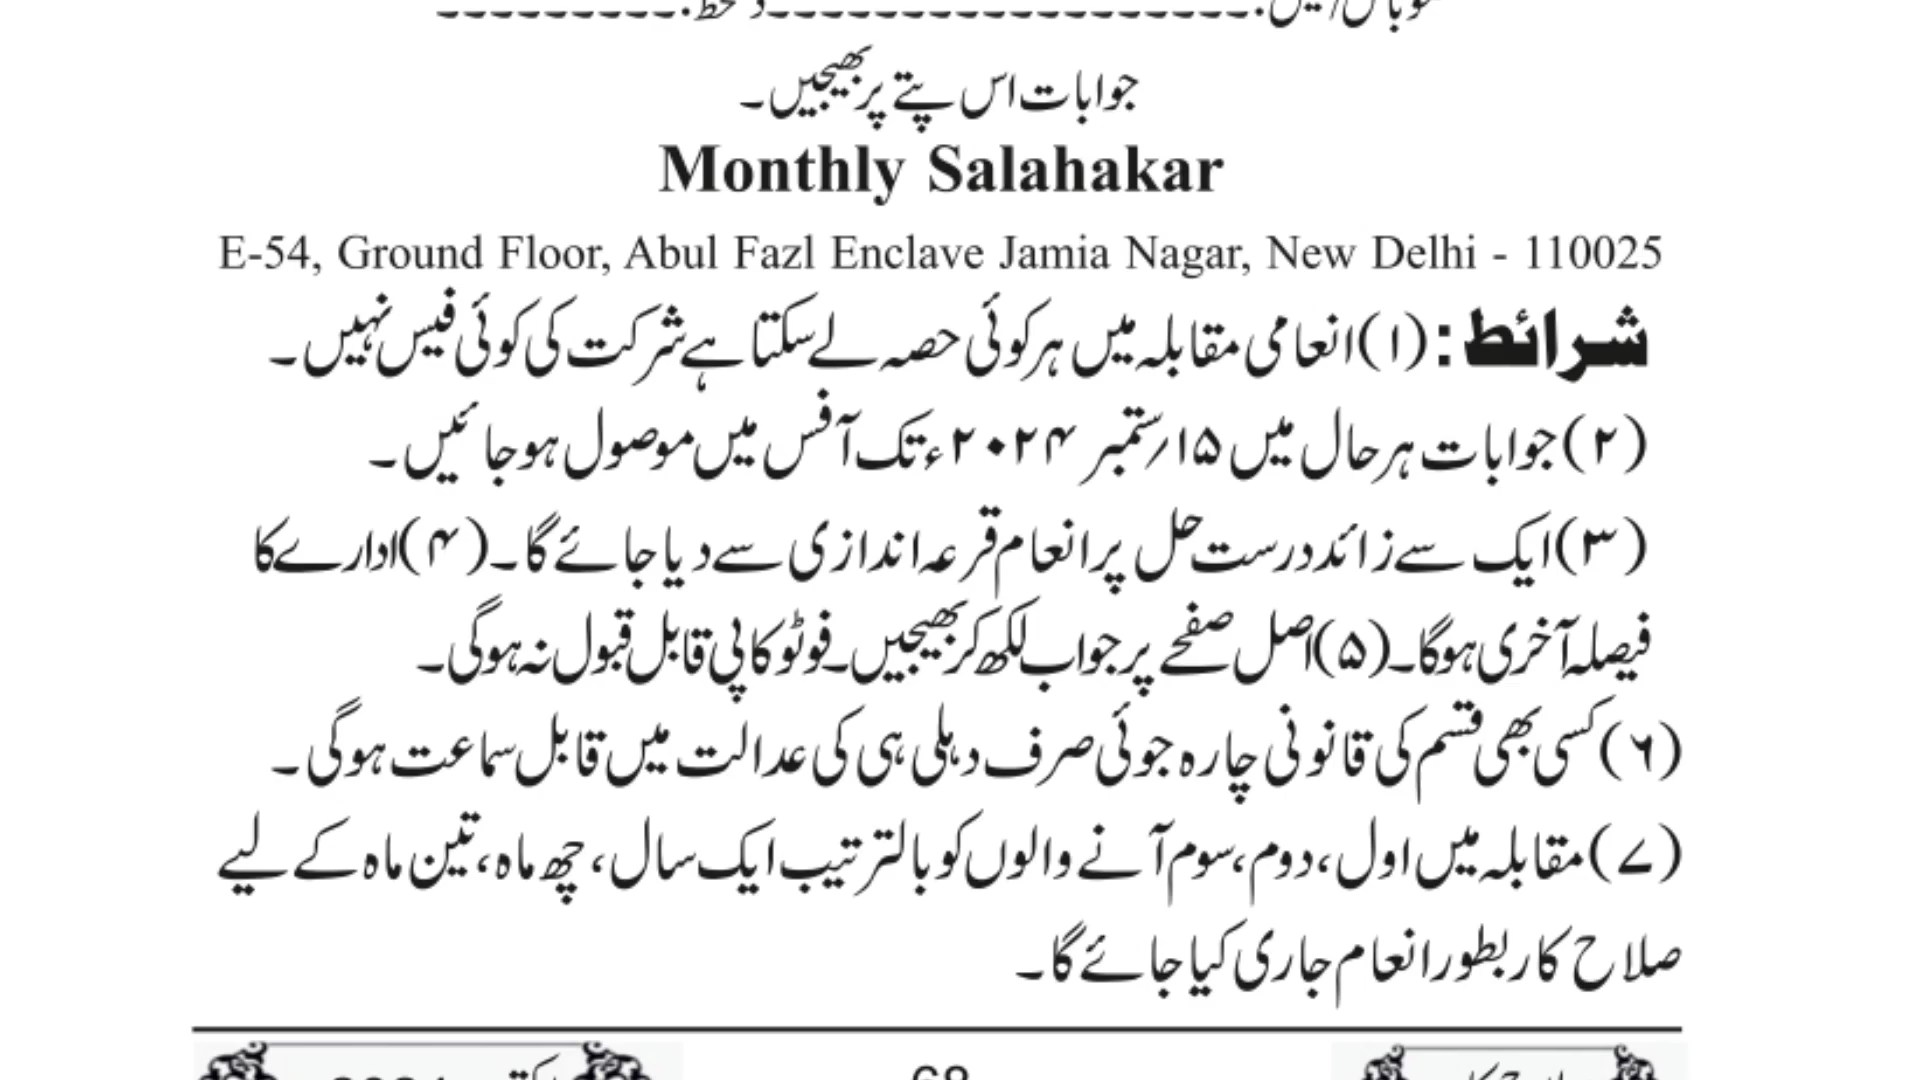 جوابات اس پتے پر بھیجیں۔
Monthly Salahakar
E-54, Ground Floor, Abul Fazl Enclave Jamia Nagar, New Delhi - 110025
شرائط: (۱) انعامی مقابلہ میں ہر کوئی حصہ لے سکتا ہے شرکت کی کوئی فیس نہیں۔
(۲) جوابات ہر حال میں ۱۵/ستمبر ۲۰۲۴ء تک آفس میں موصول ہوجائیں۔
(۳) ایک سے زائد درست حل پر انعام قرعہ اندازی سے دیا جائے گا۔ (۴) ادارے کا
فیصلہ آخری ہوگا۔ (۵) اصل صفحے پر جواب لکھ کر بھیجیں۔ فوٹو کاپی قابل قبول نہ ہوگی۔
(۶) کسی بھی قسم کی قانونی چارہ جوئی صرف دہلی ہی کی عدالت میں قابل سماعت ہوگی۔
(۷) مقابلہ میں اول، دوم، سوم آنے والوں کو بالترتیب ایک سال، چھ ماہ، تین ماہ کے لیے
صلاح کار بطور انعام جاری کیا جائے گا۔